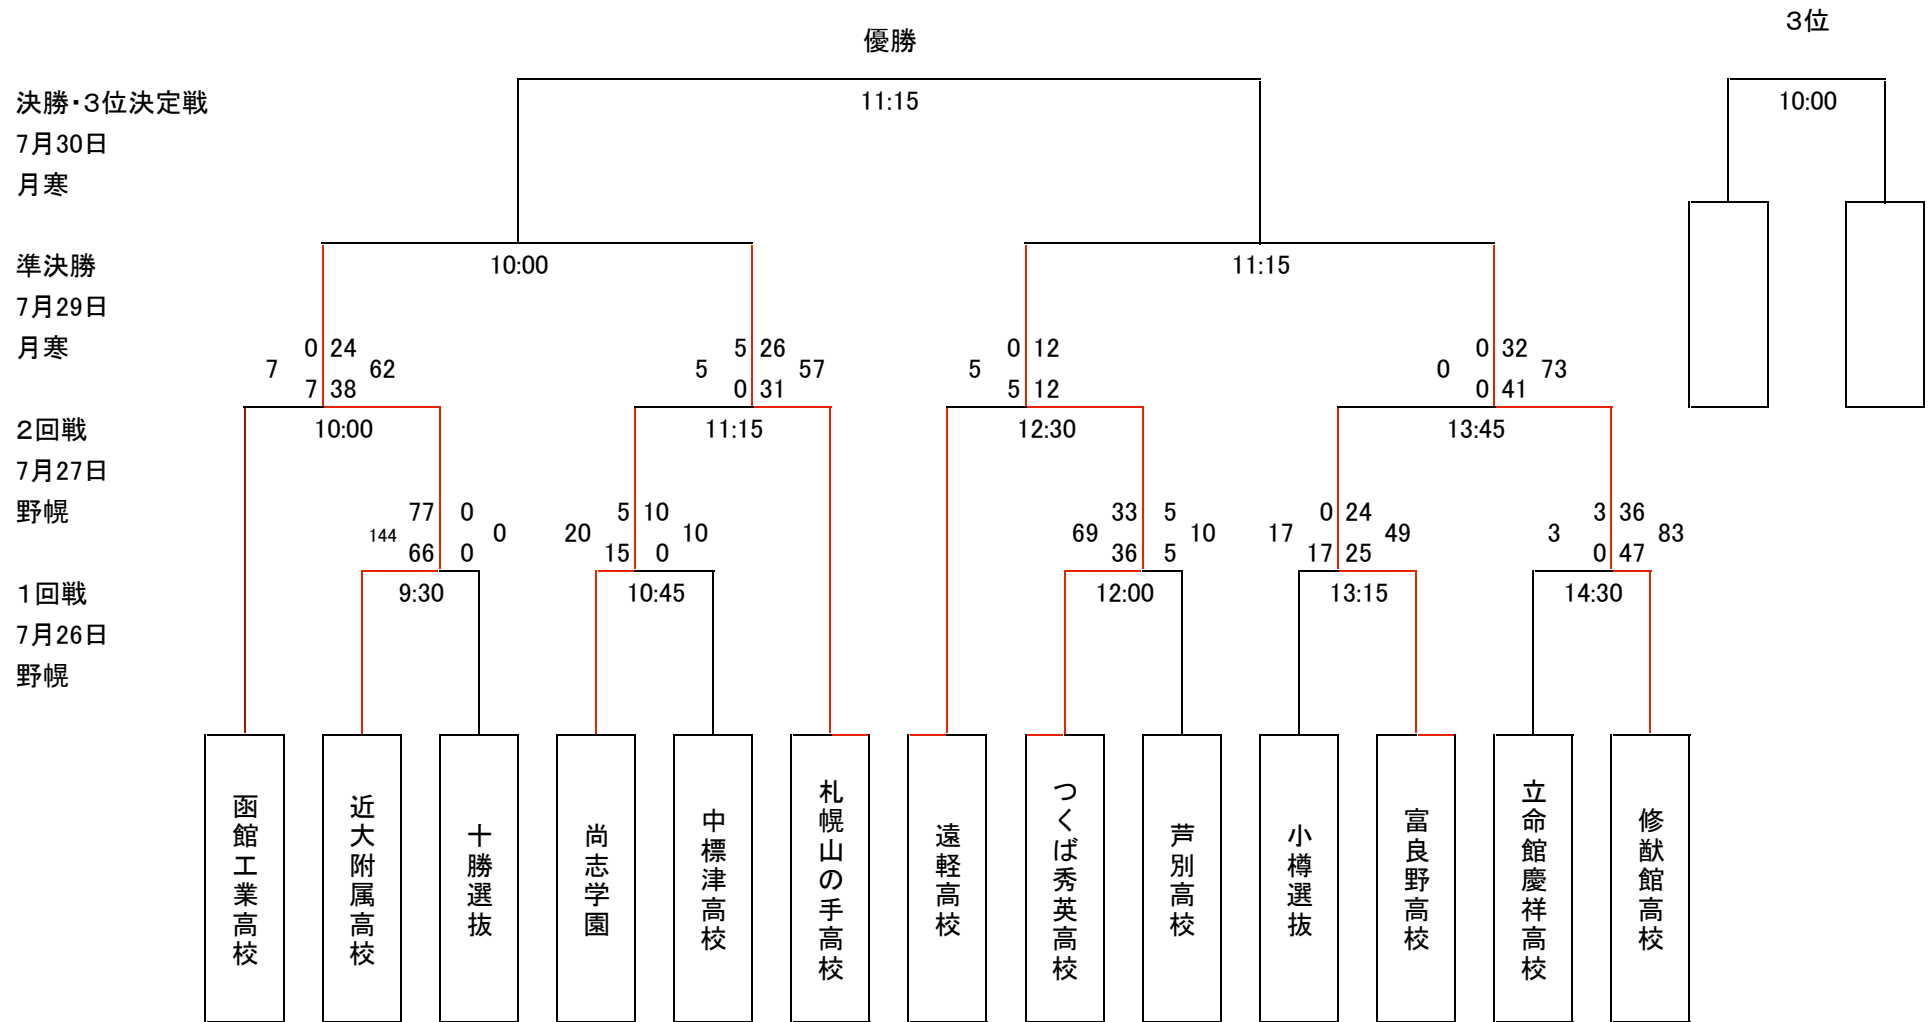 3位
優勝
決勝・3位決定戦
11:15
10:00
7月30日
月寒
準決勝
10:00
11:15
7月29日
月寒
0 24 5 26 0 12 0 32
7 62 5 57 5 0 73
7 38 0 31 5 12 0 41
2回戦
10:00
11:15
12:30
13:45
7月27日
野幌
77 0 5 10 33 5 0 24 3 36
144 0 20 10 69 10 17 49 3 83
66 0 15 0 36 5 17 25 0 47
1回戦
9:30
10:45
12:00
13:15
14:30
7月26日
野幌
函館工業高校
近大附属高校
十勝選抜
尚志学園
中標津高校
札幌山の手高校
遠軽高校
つくば秀英高校
芦別高校
小樽選抜
富良野高校
立命館慶祥高校
修猷館高校